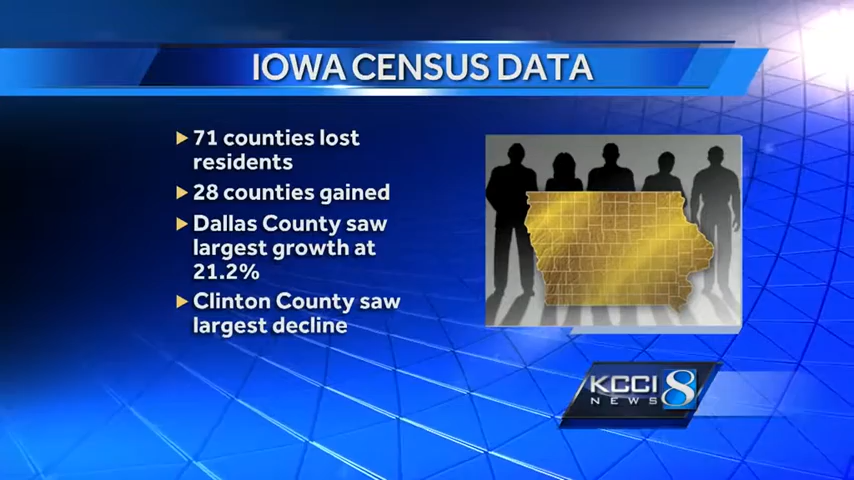 IOWA CENSUS DATA
71 counties lost
residents
28 counties gained
Dallas County saw
largest growth at
21.2%
Clinton County saw
largest decline
KCCI 8
NEWS